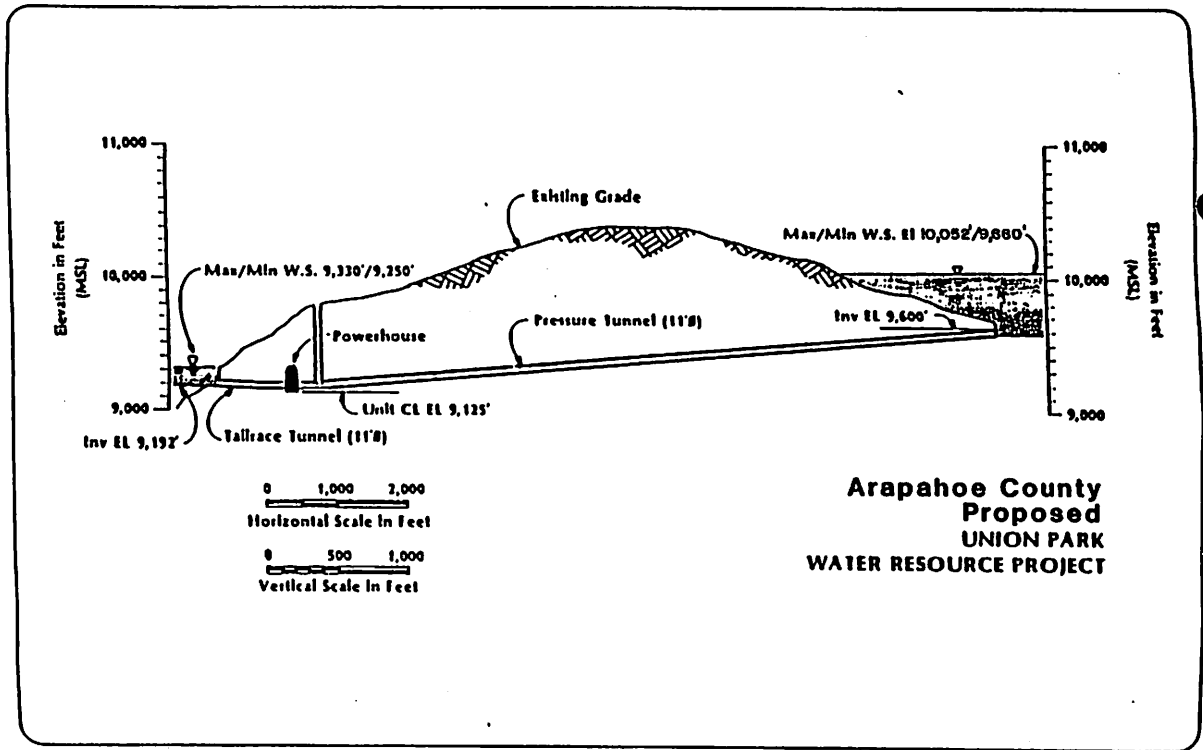 11,000
11,000
Existing Grade
Elevation in Feet
(MSL)
Elevation in Feet
(MSL)
Max/Min W.S. El 10,052'/9,860'
Max/Min W.S. 9,330'/9,250'
10,000
10,000
Inv EL 9,600'
Pressure Tunnel (11'Ø)
Powerhouse
9,000
9,000
Unit CL EL 9,125'
Inv EL 9,192'
Tailrace Tunnel (11'Ø)
0 1,000 2,000
Horizontal Scale In Feet
0 500 1,000
Vertical Scale In Feet
Arapahoe County
Proposed
UNION PARK
WATER RESOURCE PROJECT